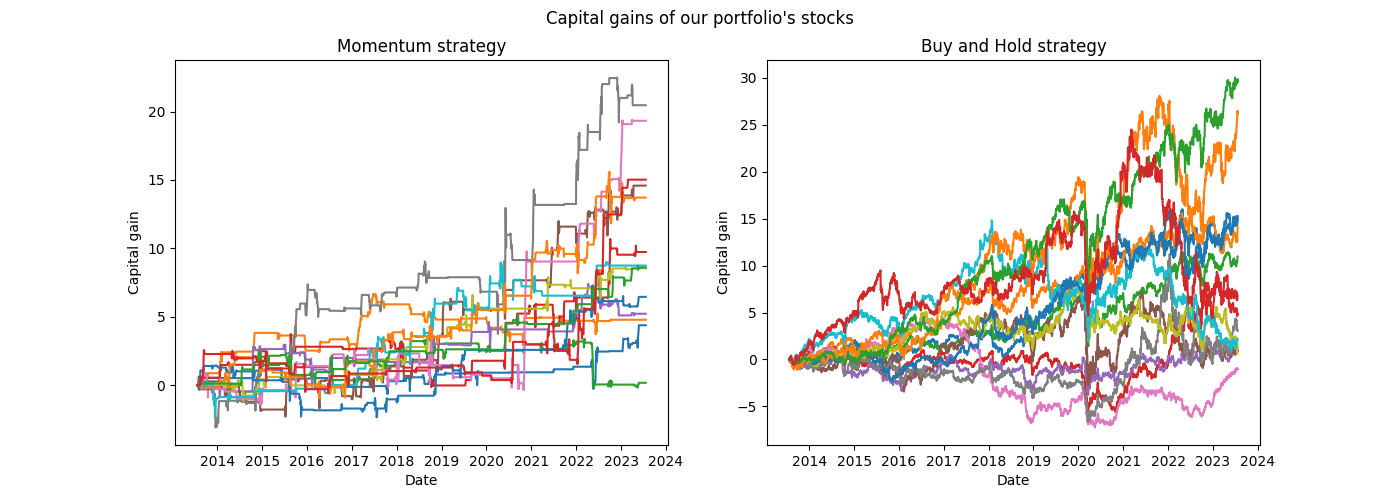 Capital gains of our portfolio's stocks
Momentum strategy
Capital gain
20
15
10
5
0
2014 2015 2016 2017 2018 2019 2020 2021 2022 2023 2024
Date
Buy and Hold strategy
Capital gain
30
25
20
15
10
5
0
−5
2014 2015 2016 2017 2018 2019 2020 2021 2022 2023 2024
Date